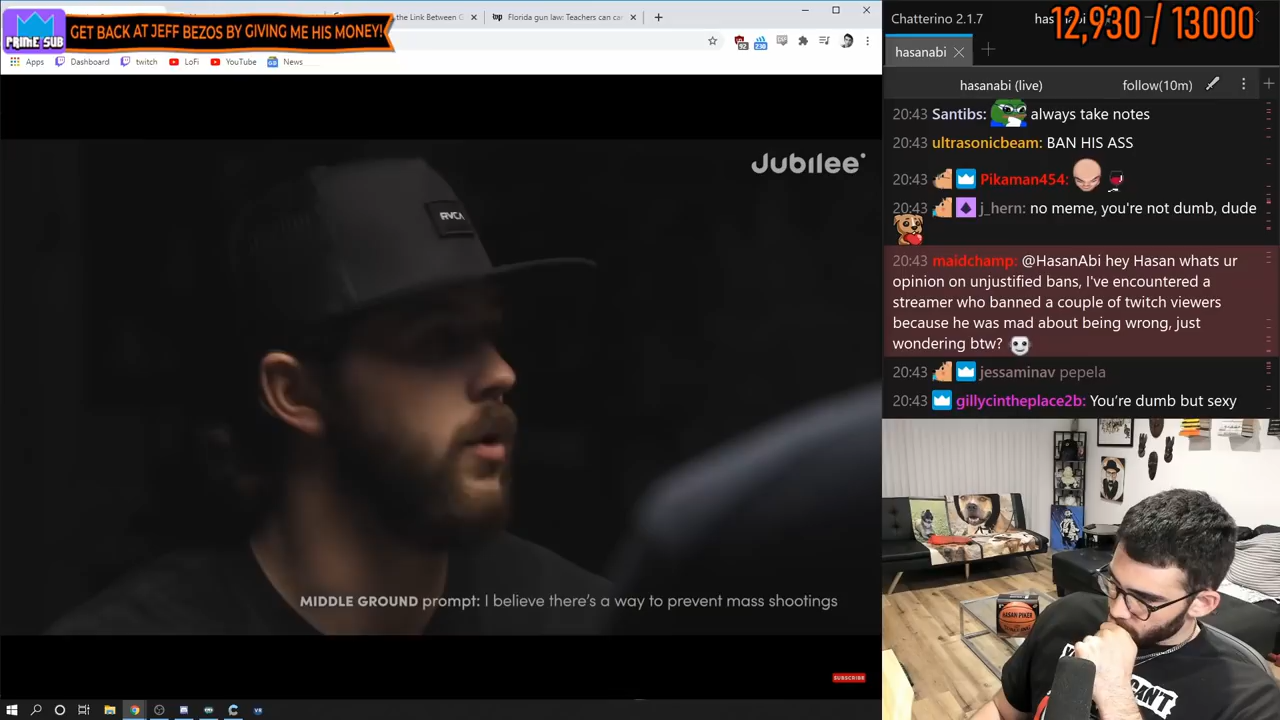 PRIME SUB
GET BACK AT JEFF BEZOS BY GIVING ME HIS MONEY!
the Link Between G
Florida gun law: Teachers can car
Chatterino 2.1.7
12,930 / 13000
Apps
Dashboard
twitch
LoFi
YouTube
News
hasanabi
hasanabi (live)
follow(10m)
Jubilee
RVCA
20:43 Santibs: always take notes
20:43 ultrasonicbeam: BAN HIS ASS
20:43 Pikaman454:
20:43 j_hern: no meme, you're not dumb, dude
20:43 maidchamp: @HasanAbi hey Hasan whats ur
opinion on unjustified bans, I've encountered a
streamer who banned a couple of twitch viewers
because he was mad about being wrong, just
wondering btw?
20:43 jessaminav pepela
20:43 gillycintheplace2b: You’re dumb but sexy
MIDDLE GROUND prompt: I believe there's a way to prevent mass shootings
SUBSCRIBE
HASAN PIKER